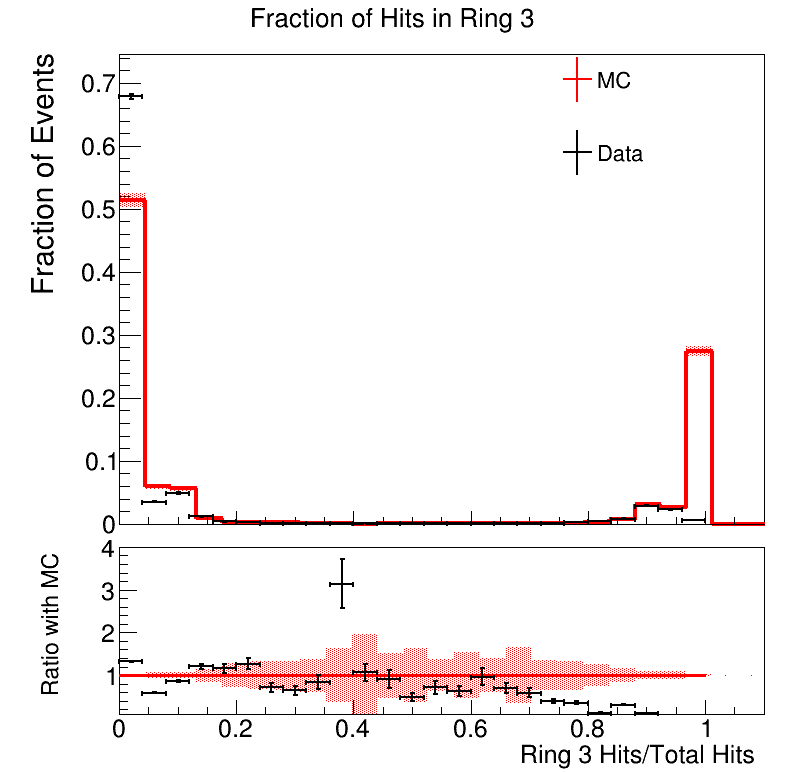 Fraction of Hits in Ring 3
Fraction of Events
0.7
0.6
0.5
0.4
0.3
0.2
0.1
0
MC
Data
Ratio with MC
4
3
2
1
0 0.2 0.4 0.6 0.8 1
Ring 3 Hits/Total Hits